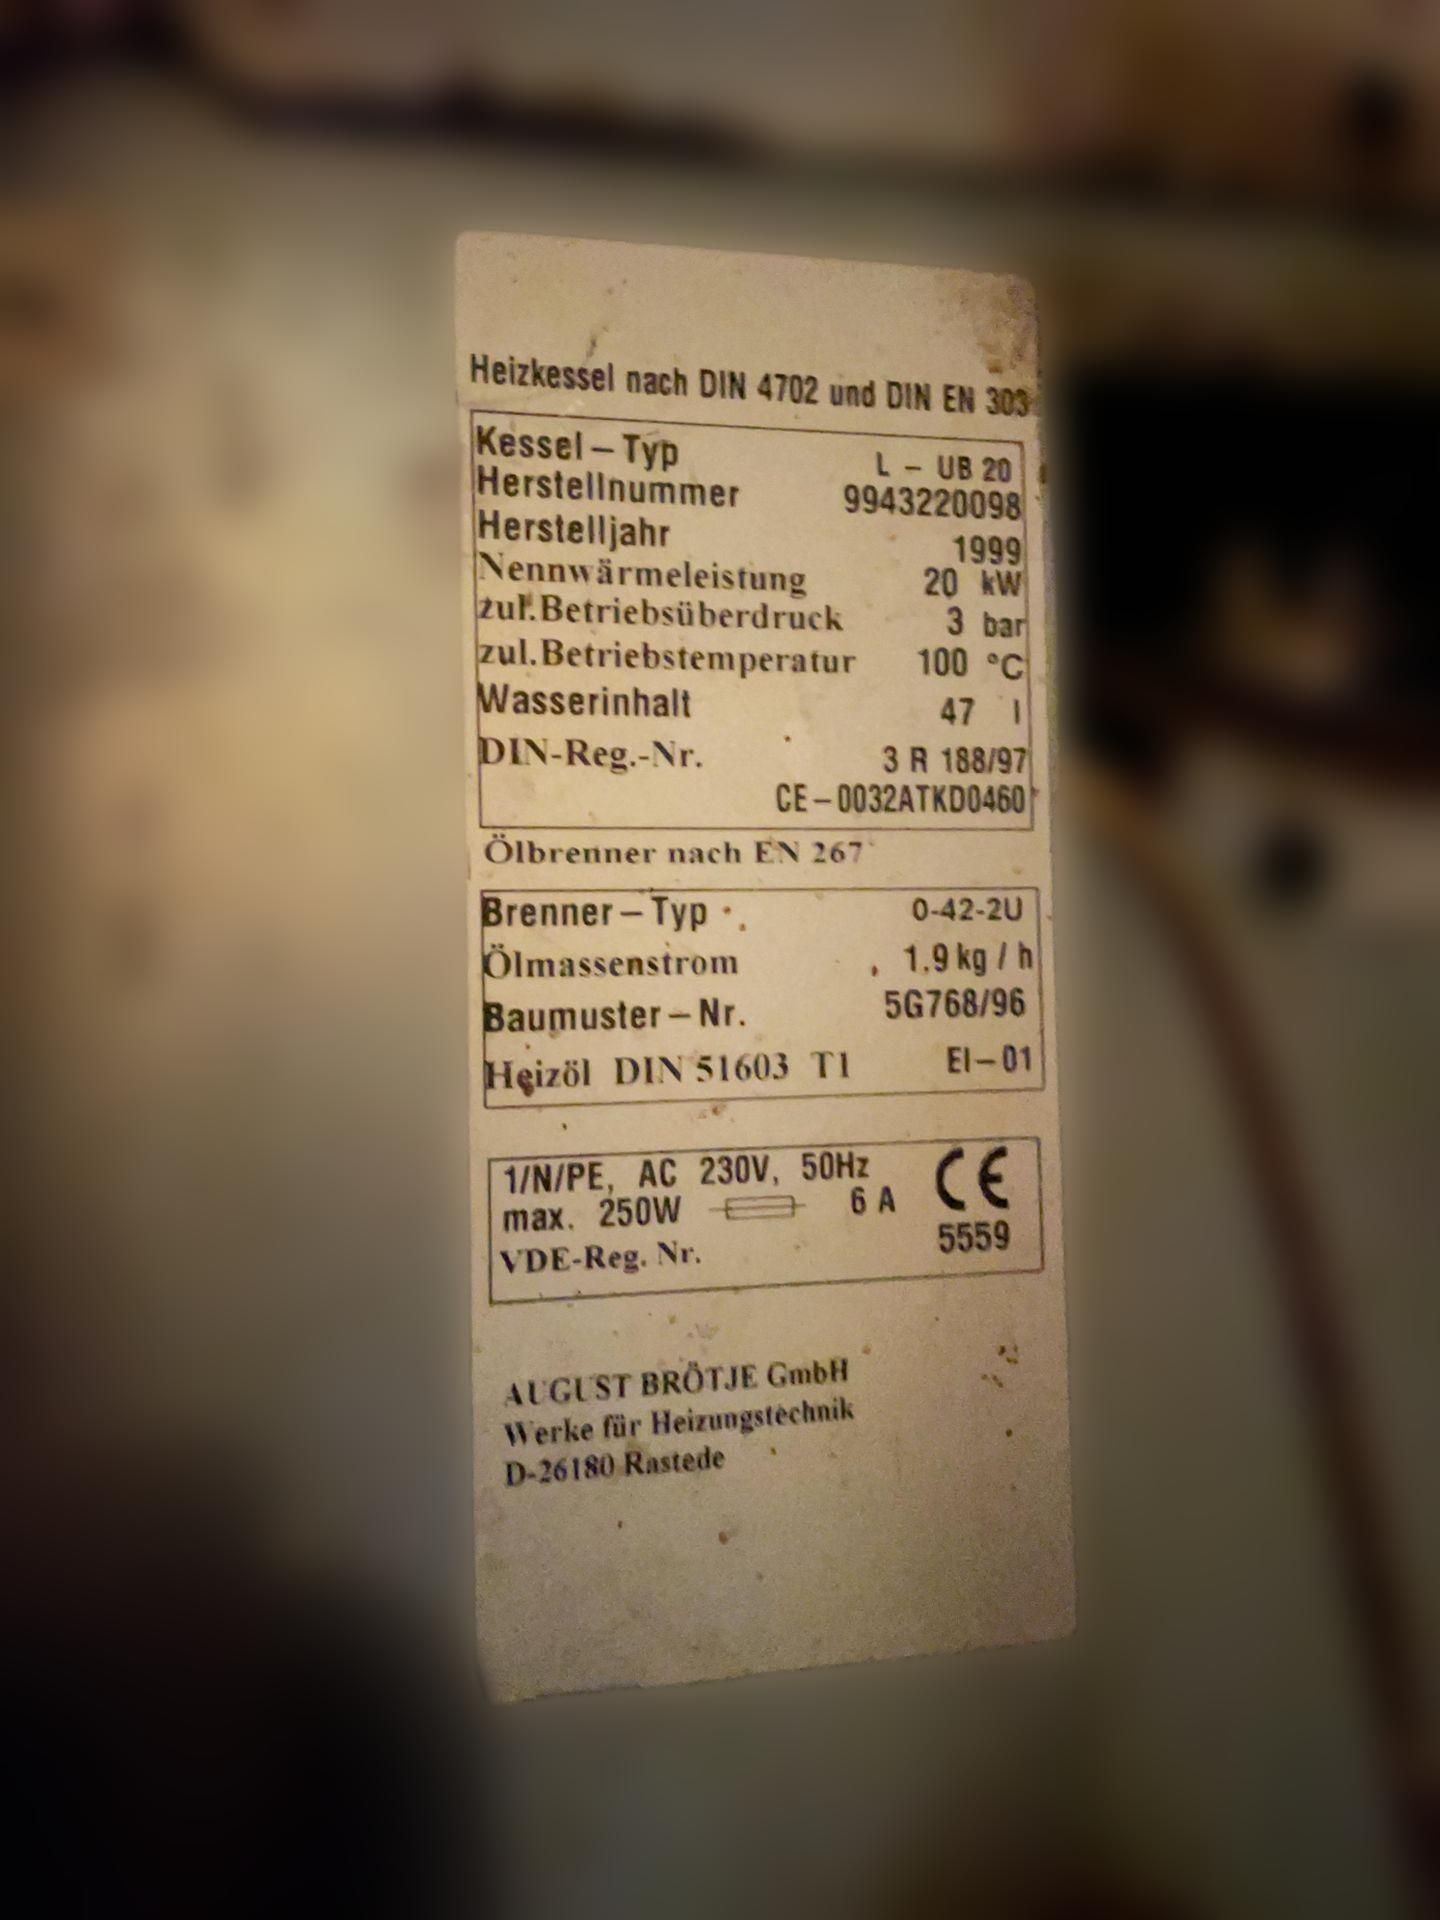 Heizkessel nach DIN 4702 und DIN EN 303
Kessel – Typ L – UB 20
Herstellnummer 9943220098
Herstelljahr 1999
Nennwärmeleistung 20 kW
zul. Betriebsüberdruck 3 bar
zul. Betriebstemperatur 100 °C
Wasserinhalt 47 l
DIN-Reg.-Nr. 3 R 188/97
CE – 0032ATKD0460
Ölbrenner nach EN 267
Brenner – Typ 0-42-2U
Ölmassenstrom 1.9 kg / h
Baumuster – Nr. 5G768/96
Heizöl DIN 51603 T1 El – 01
1/N/PE, AC 230V, 50Hz CE
max. 250W 6 A
VDE-Reg. Nr. 5559
AUGUST BRÖTJE GmbH
Werke für Heizungstechnik
D-26180 Rastede